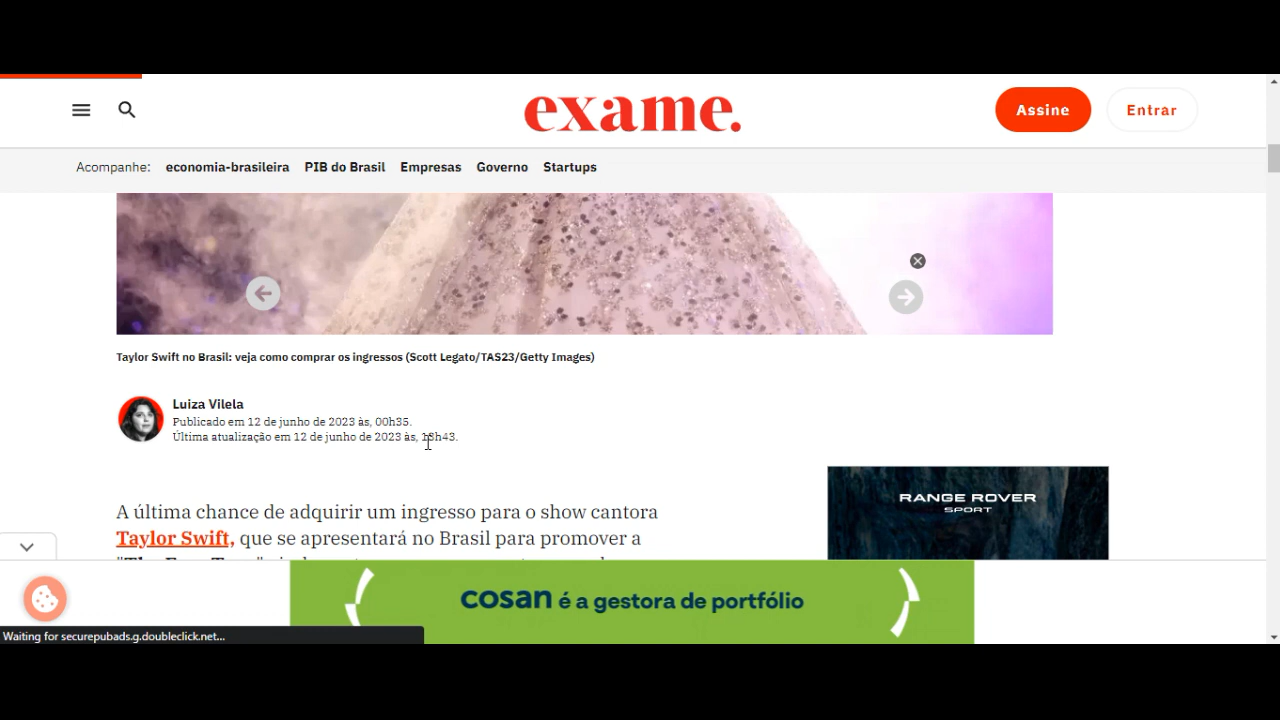 exame.
Assine
Entrar
Acompanhe: economia-brasileira PIB do Brasil Empresas Governo Startups
Taylor Swift no Brasil: veja como comprar os ingressos (Scott Legato/TAS23/Getty Images)
Luiza Vilela
Publicado em 12 de junho de 2023 às, 00h35.
Última atualização em 12 de junho de 2023 às,
A última chance de adquirir um ingresso para o show cantora
Taylor Swift, que se apresentará no Brasil para promover a
RANGE ROVER
SPORT
cosan é a gestora de portfólio
Waiting for securepubads.g.doubleclick.net...